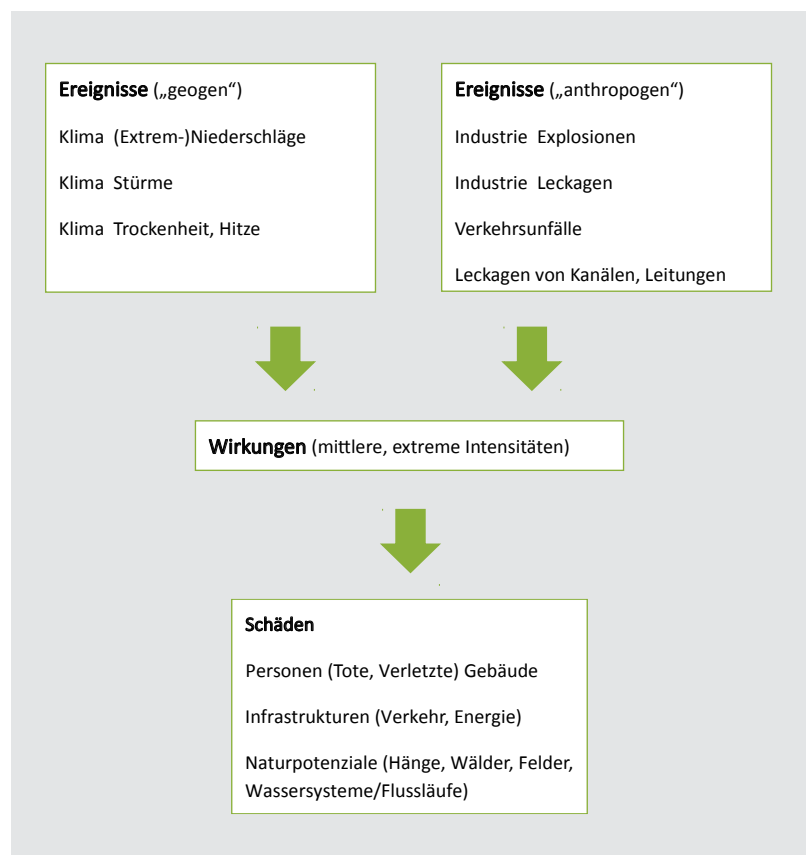 Ereignisse („geogen“)
Klima  (Extrem-)Niederschläge
Klima  Stürme
Klima  Trockenheit, Hitze
Ereignisse („anthropogen“)
Industrie  Explosionen
Industrie  Leckagen
Verkehrsunfälle
Leckagen von Kanälen, Leitungen
Wirkungen (mittlere, extreme Intensitäten)
Schäden
Personen (Tote, Verletzte) Gebäude
Infrastrukturen (Verkehr, Energie)
Naturpotenziale (Hänge, Wälder, Felder,
Wassersysteme/Flussläufe)